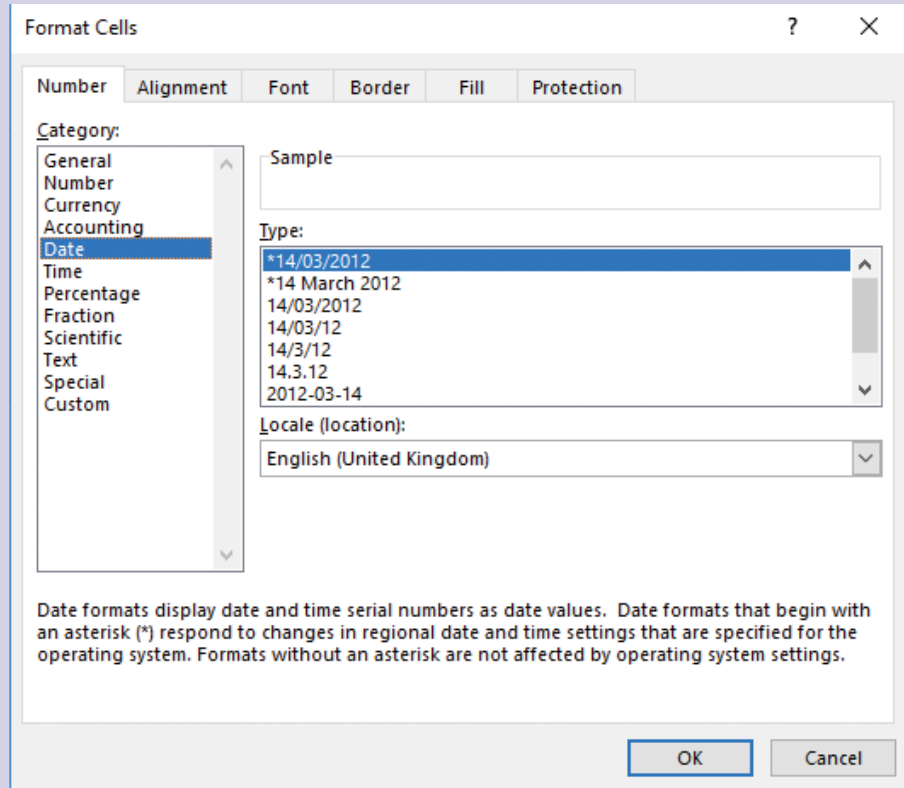 Format Cells ? ×
Number Alignment Font Border Fill Protection
Category:
General
Number
Currency
Accounting
Date
Time
Percentage
Fraction
Scientific
Text
Special
Custom
Sample
Type:
*14/03/2012
*14 March 2012
14/03/2012
14/03/12
14/3/12
14.3.12
2012-03-14
Locale (location):
English (United Kingdom)
Date formats display date and time serial numbers as date values.  Date formats that begin with
an asterisk (*) respond to changes in regional date and time settings that are specified for the
operating system. Formats without an asterisk are not affected by operating system settings.
OK Cancel